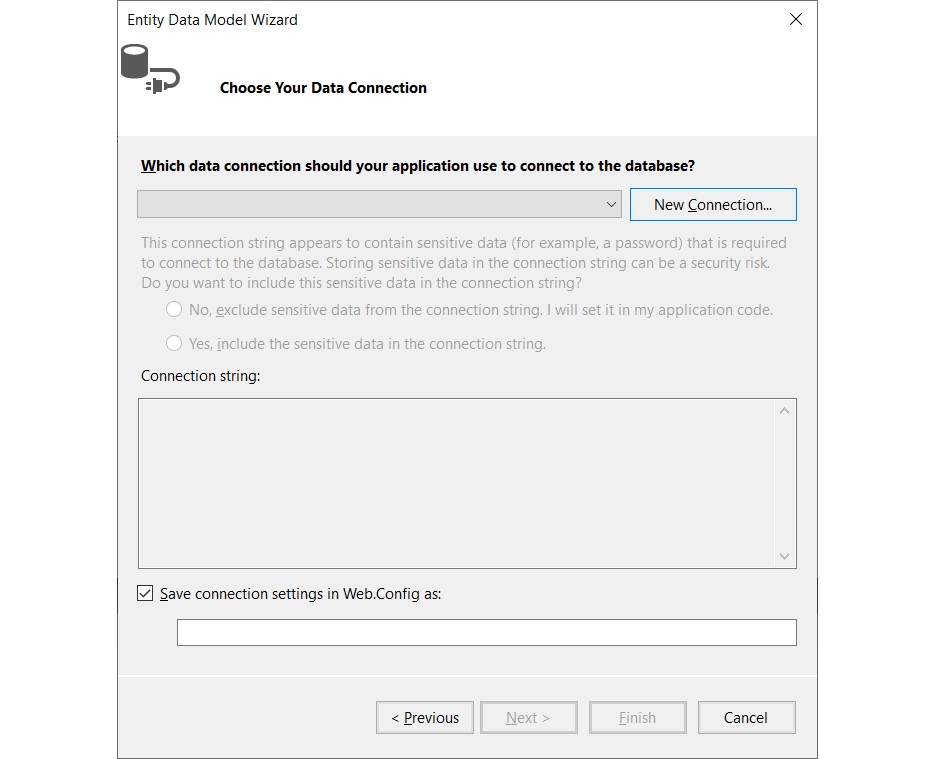 Entity Data Model Wizard
Choose Your Data Connection
Which data connection should your application use to connect to the database?
New Connection...
This connection string appears to contain sensitive data (for example, a password) that is required
to connect to the database. Storing sensitive data in the connection string can be a security risk.
Do you want to include this sensitive data in the connection string?
No, exclude sensitive data from the connection string. I will set it in my application code.
Yes, include the sensitive data in the connection string.
Connection string:
Save connection settings in Web.Config as:
< Previous
Next >
Finish
Cancel